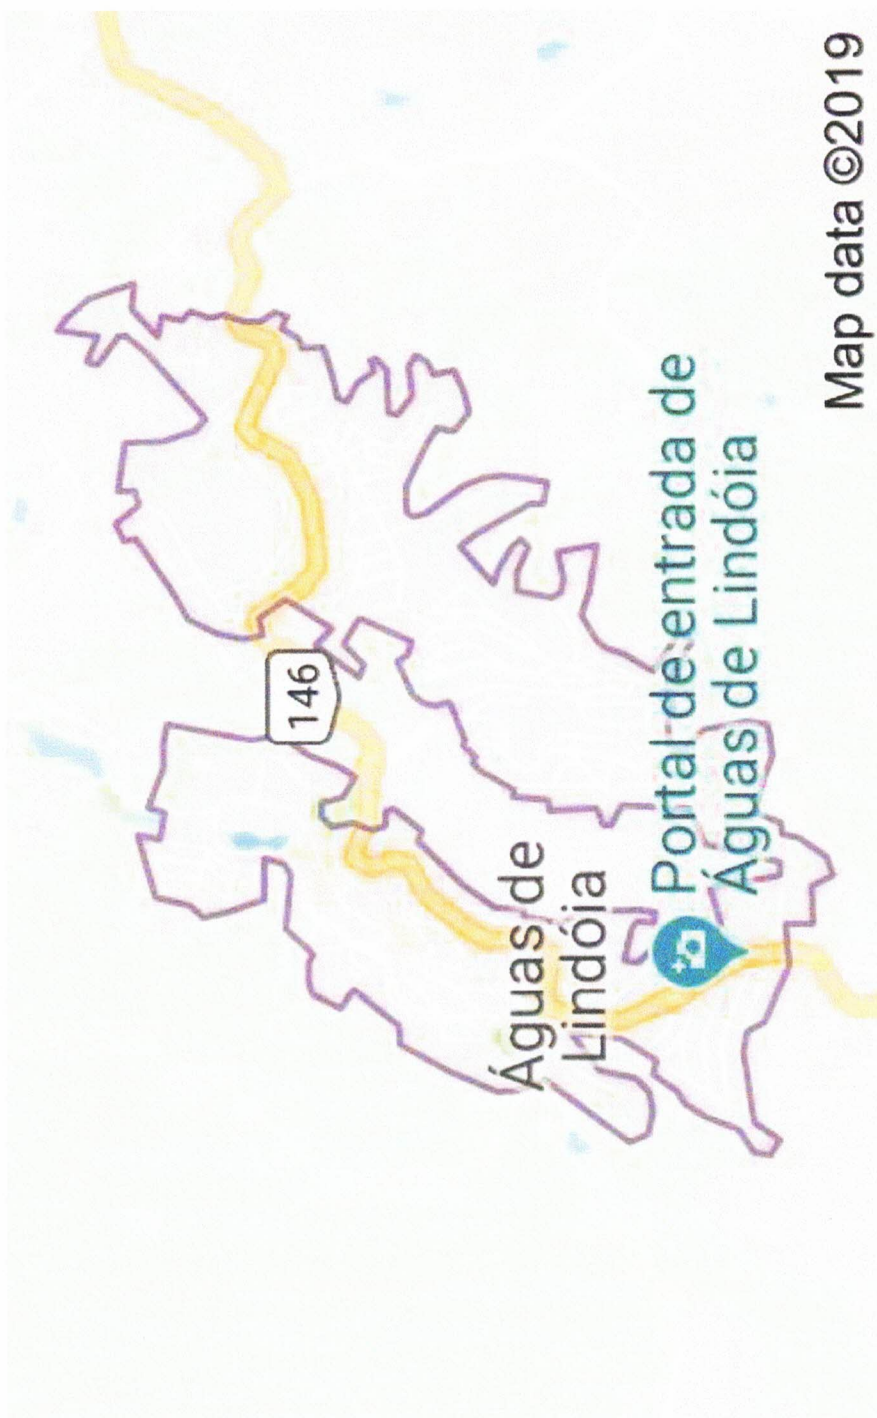 146
Águas de
Lindóia
Portal de entrada de
Águas de Lindóia
Map data ©2019